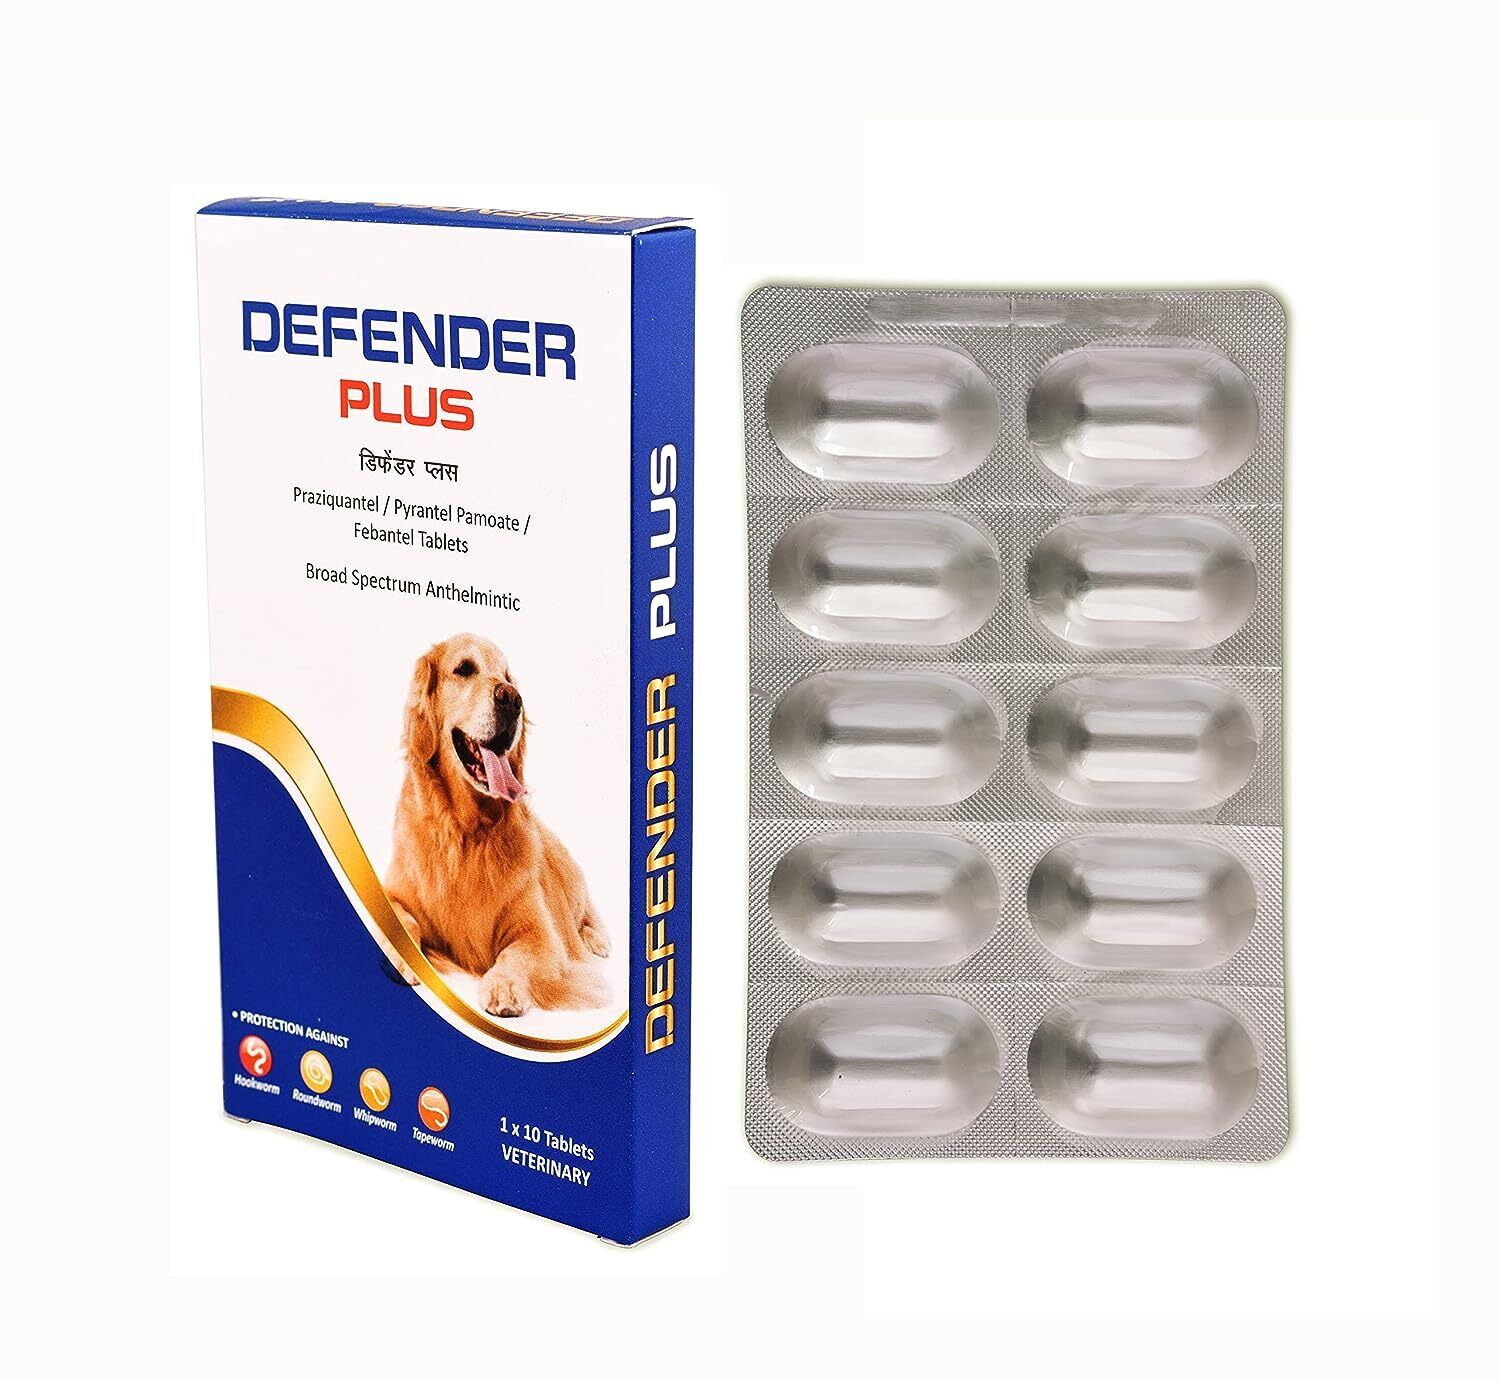 DEFENDER
PLUS
डिफेंडर प्लस
Praziquantel / Pyrantel Pamoate /
Febantel Tablets
Broad Spectrum Anthelmintic
• PROTECTION AGAINST
Hookworm
Roundworm
Whipworm
Tapeworm
1 x 10 Tablets
VETERINARY
DEFENDER PLUS